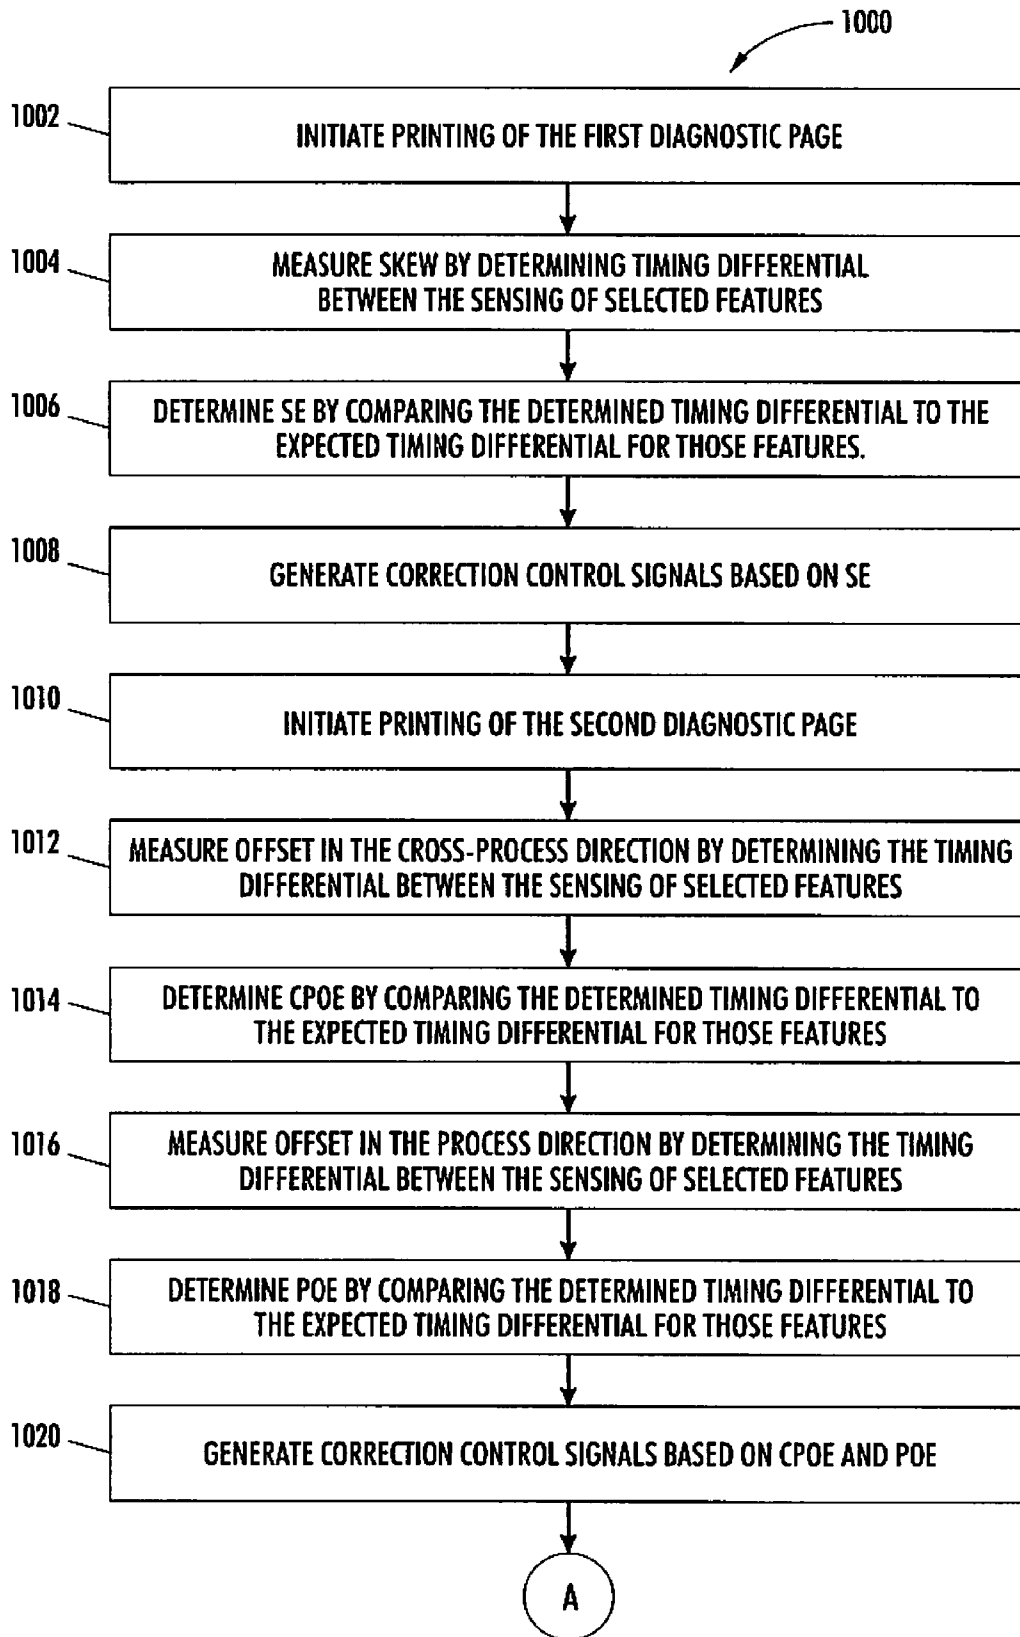 1000
1002
INITIATE PRINTING OF THE FIRST DIAGNOSTIC PAGE
1004
MEASURE SKEW BY DETERMINING TIMING DIFFERENTIAL
BETWEEN THE SENSING OF SELECTED FEATURES
1006
DETERMINE SE BY COMPARING THE DETERMINED TIMING DIFFERENTIAL TO THE
EXPECTED TIMING DIFFERENTIAL FOR THOSE FEATURES.
1008
GENERATE CORRECTION CONTROL SIGNALS BASED ON SE
1010
INITIATE PRINTING OF THE SECOND DIAGNOSTIC PAGE
1012
MEASURE OFFSET IN THE CROSS-PROCESS DIRECTION BY DETERMINING THE TIMING
DIFFERENTIAL BETWEEN THE SENSING OF SELECTED FEATURES
1014
DETERMINE CPOE BY COMPARING THE DETERMINED TIMING DIFFERENTIAL TO
THE EXPECTED TIMING DIFFERENTIAL FOR THOSE FEATURES
1016
MEASURE OFFSET IN THE PROCESS DIRECTION BY DETERMINING THE TIMING
DIFFERENTIAL BETWEEN THE SENSING OF SELECTED FEATURES
1018
DETERMINE POE BY COMPARING THE DETERMINED TIMING DIFFERENTIAL TO
THE EXPECTED TIMING DIFFERENTIAL FOR THOSE FEATURES
1020
GENERATE CORRECTION CONTROL SIGNALS BASED ON CPOE AND POE
A